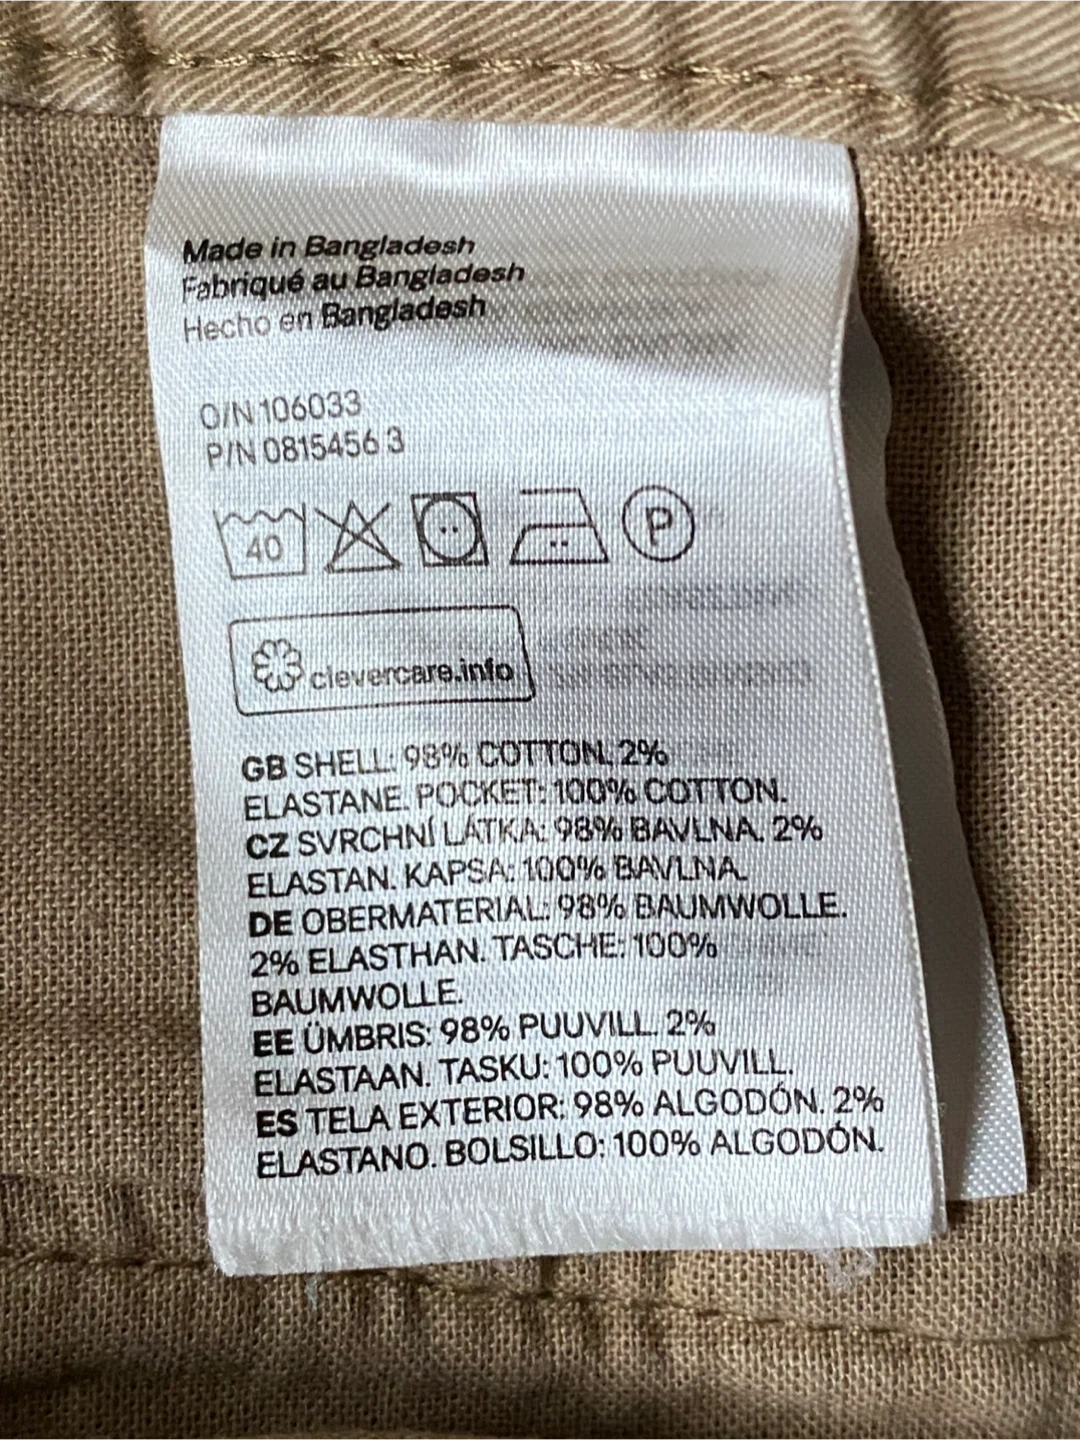 Made in Bangladesh
Fabriqué au Bangladesh
Hecho en Bangladesh
O/N 106033
P/N 0815456 3
40
P
clevercare.info
GB SHELL: 98% COTTON. 2%
ELASTANE. POCKET: 100% COTTON.
CZ SVRCHNÍ LÁTKA: 98% BAVLNA. 2%
ELASTAN. KAPSA: 100% BAVLNA.
DE OBERMATERIAL: 98% BAUMWOLLE.
2% ELASTHAN. TASCHE: 100%
BAUMWOLLE.
EE ÜMBRIS: 98% PUUVILL. 2%
ELASTAAN. TASKU: 100% PUUVILL.
ES TELA EXTERIOR: 98% ALGODÓN. 2%
ELASTANO. BOLSILLO: 100% ALGODÓN.